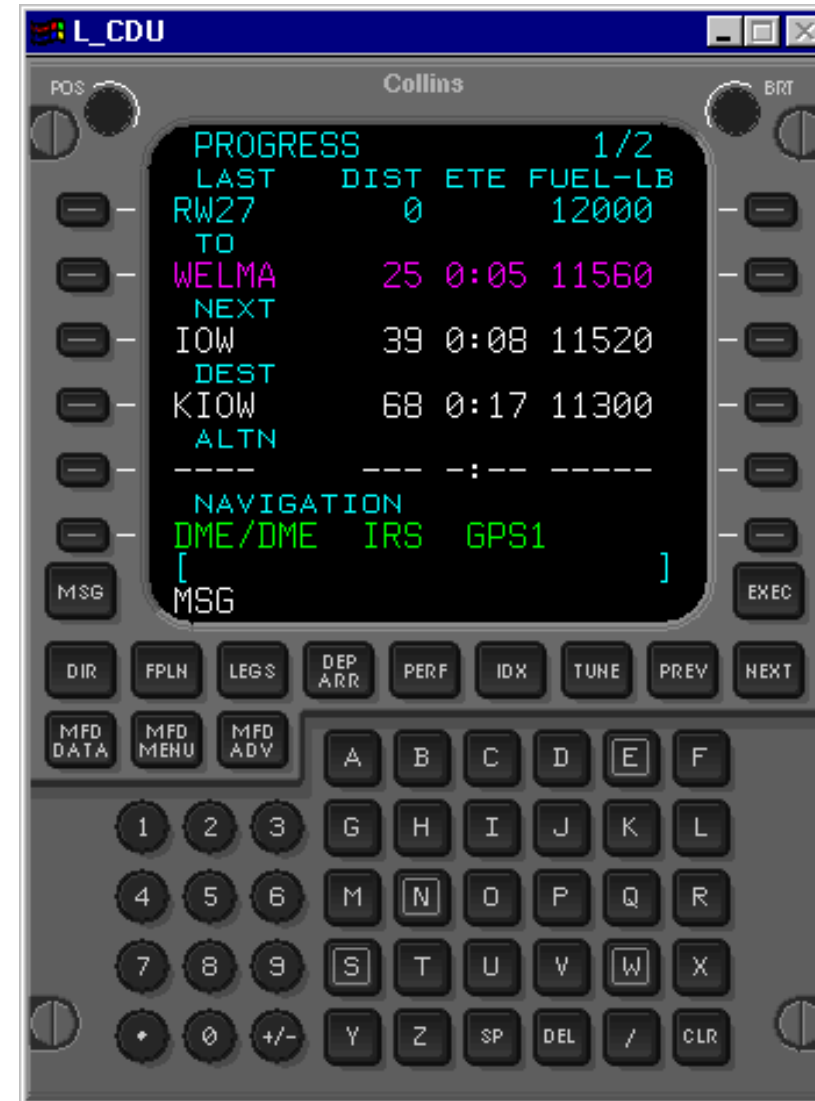 L_CDU
POS Collins BRT
PROGRESS 1/2
LAST DIST ETE FUEL-LB
RW27 0 12000
TO
WELMA 25 0:05 11560
NEXT
IOW 39 0:08 11520
DEST
KIOW 68 0:17 11300
ALTN
---- --- -:-- -----
NAVIGATION
DME/DME IRS GPS1
[ ]
MSG
MSG EXEC
DIR FPLN LEGS DEP ARR PERF IDX TUNE PREV NEXT
MFD DATA MFD MENU MFD ADV
A B C D E F
1 2 3 G H I J K L
4 5 6 M N O P Q R
7 8 9 S T U V W X
• 0 +/- Y Z SP DEL / CLR